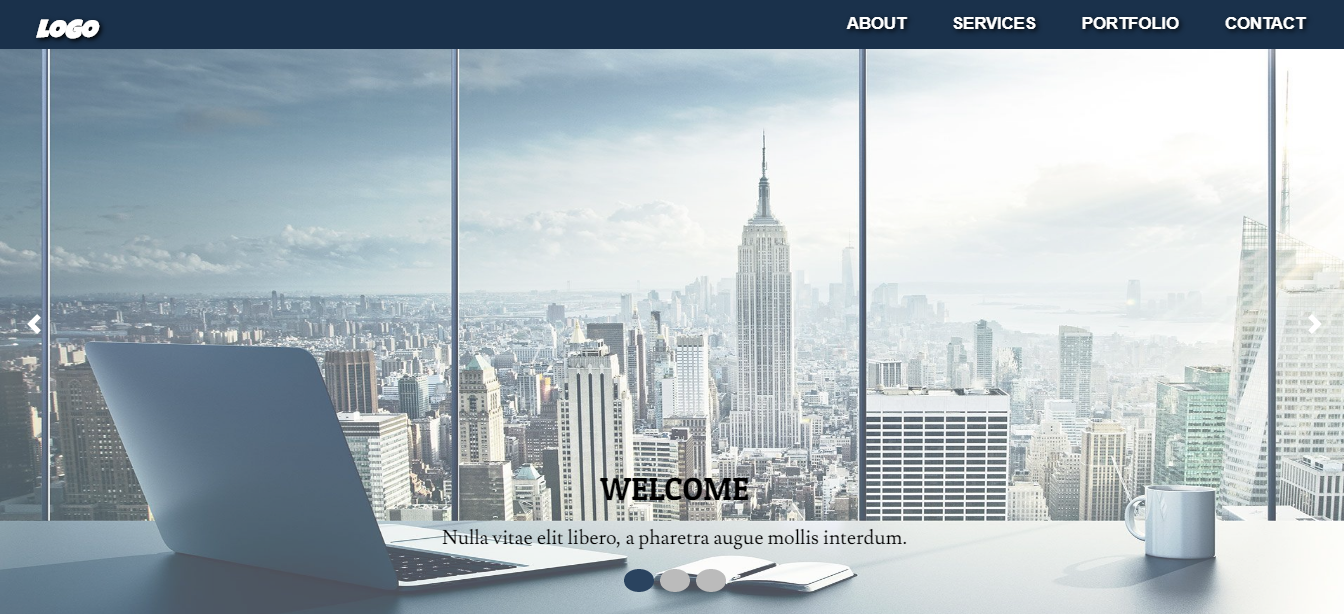 LOGO
ABOUT SERVICES PORTFOLIO CONTACT
WELCOME
Nulla vitae elit libero, a pharetra augue mollis interdum.